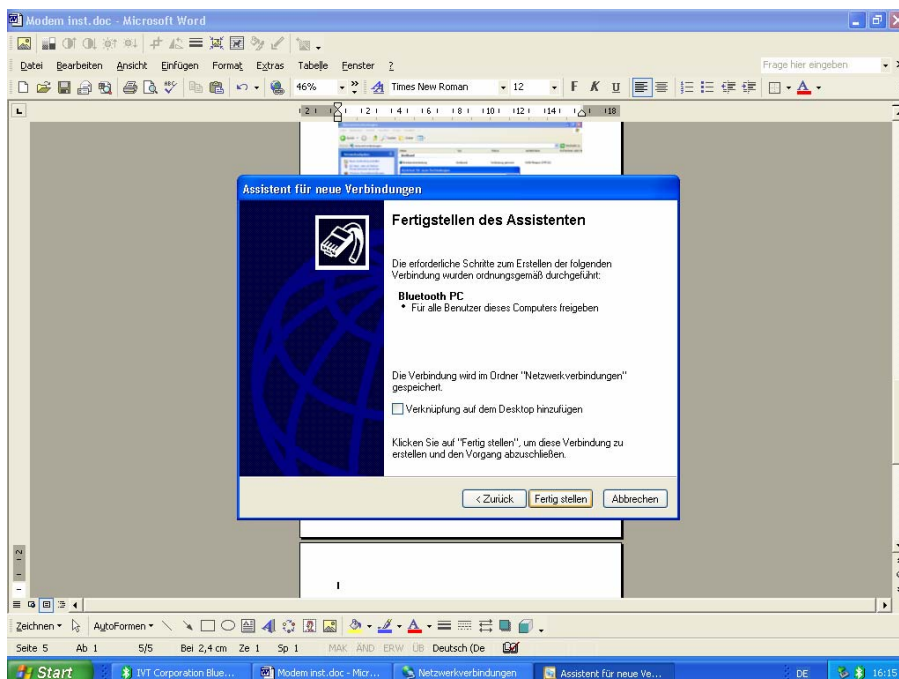 Modem inst.doc - Microsoft Word
Datei Bearbeiten Ansicht Einfügen Format Extras Tabelle Fenster ?
Frage hier eingeben
46% Times New Roman 12 F K U
Assistent für neue Verbindungen
Fertigstellen des Assistenten
Die erforderliche Schritte zum Erstellen der folgenden
Verbindung wurden ordnungsgemäß durchgeführt:
Bluetooth PC
• Für alle Benutzer dieses Computers freigeben
Die Verbindung wird im Ordner "Netzwerkverbindungen"
gespeichert.
Verknüpfung auf dem Desktop hinzufügen
Klicken Sie auf "Fertig stellen", um diese Verbindung zu
erstellen und den Vorgang abzuschließen.
< Zurück Fertig stellen Abbrechen
Zeichnen AutoFormen
Seite 5 Ab 1 5/5 Bei 2,4 cm Ze 1 Sp 1 MAK ÄND ERW ÜB Deutsch (De
Start IVT Corporation Blue... Modem inst.doc - Micr... Netzwerkverbindungen Assistent für neue Ve... DE 16:15